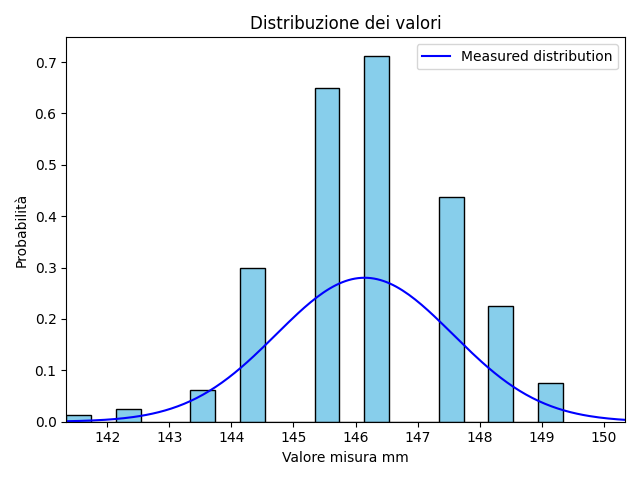 Distribuzione dei valori
Measured distribution
Probabilità
0.7
0.6
0.5
0.4
0.3
0.2
0.1
0.0
142 143 144 145 146 147 148 149 150
Valore misura mm